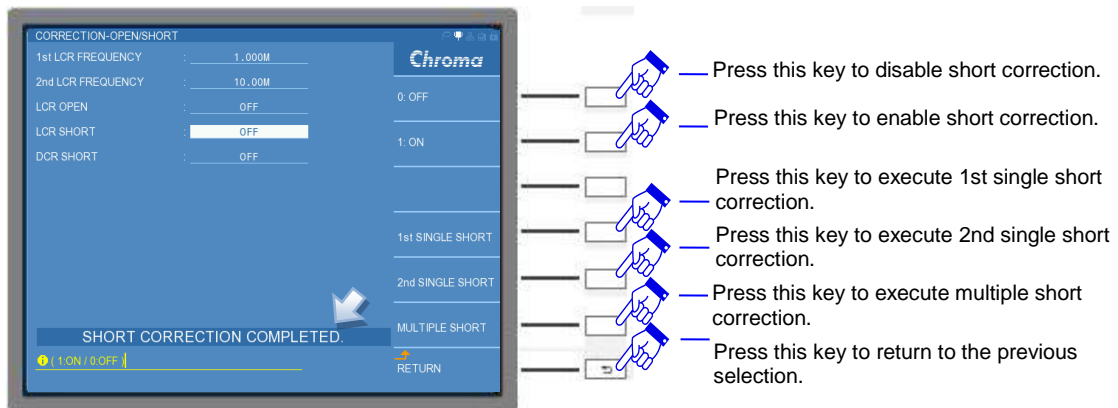 CORRECTION-OPEN/SHORT
1st LCR FREQUENCY : 1.000M
2nd LCR FREQUENCY : 10.00M
LCR OPEN : OFF
LCR SHORT : OFF
DCR SHORT : OFF
SHORT CORRECTION COMPLETED.
( 1:ON / 0:OFF )
Chroma
0: OFF
1: ON
1st SINGLE SHORT
2nd SINGLE SHORT
MULTIPLE SHORT
RETURN
Press this key to disable short correction.
Press this key to enable short correction.
Press this key to execute 1st single short
correction.
Press this key to execute 2nd single short
correction.
Press this key to execute multiple short
correction.
Press this key to return to the previous
selection.